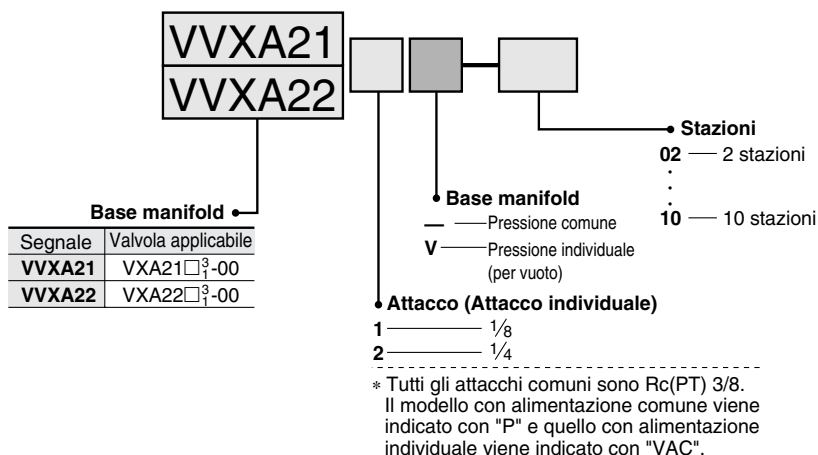 VVXA21
VVXA22
Stazioni
02 — 2 stazioni
10 — 10 stazioni
Base manifold
— — Pressione comune
V — Pressione individuale
(per vuoto)
Base manifold
Segnale Valvola applicabile
VVXA21 VXA21□³₁-00
VVXA22 VXA22□³₁-00
Attacco (Attacco individuale)
1 — 1/8
2 — 1/4
* Tutti gli attacchi comuni sono Rc(PT) 3/8.
Il modello con alimentazione comune viene
indicato con "P" e quello con alimentazione
individuale viene indicato con "VAC".